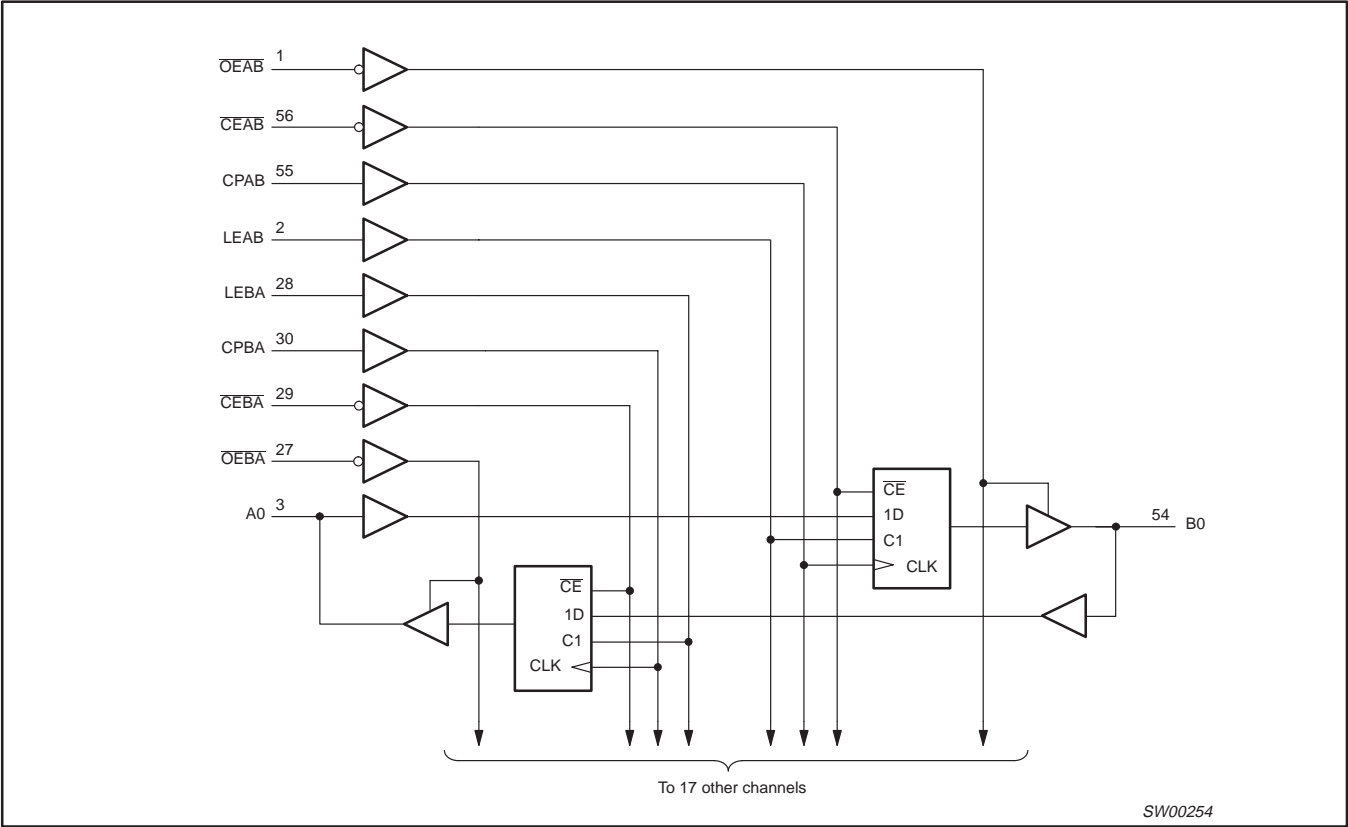 OEAB 1
CEAB 56
CPAB 55
LEAB 2
LEBA 28
CPBA 30
CEBA 29
OEBA 27
A0 3
CE
1D
C1
CLK
54 B0
CE
1D
C1
CLK
To 17 other channels
SW00254